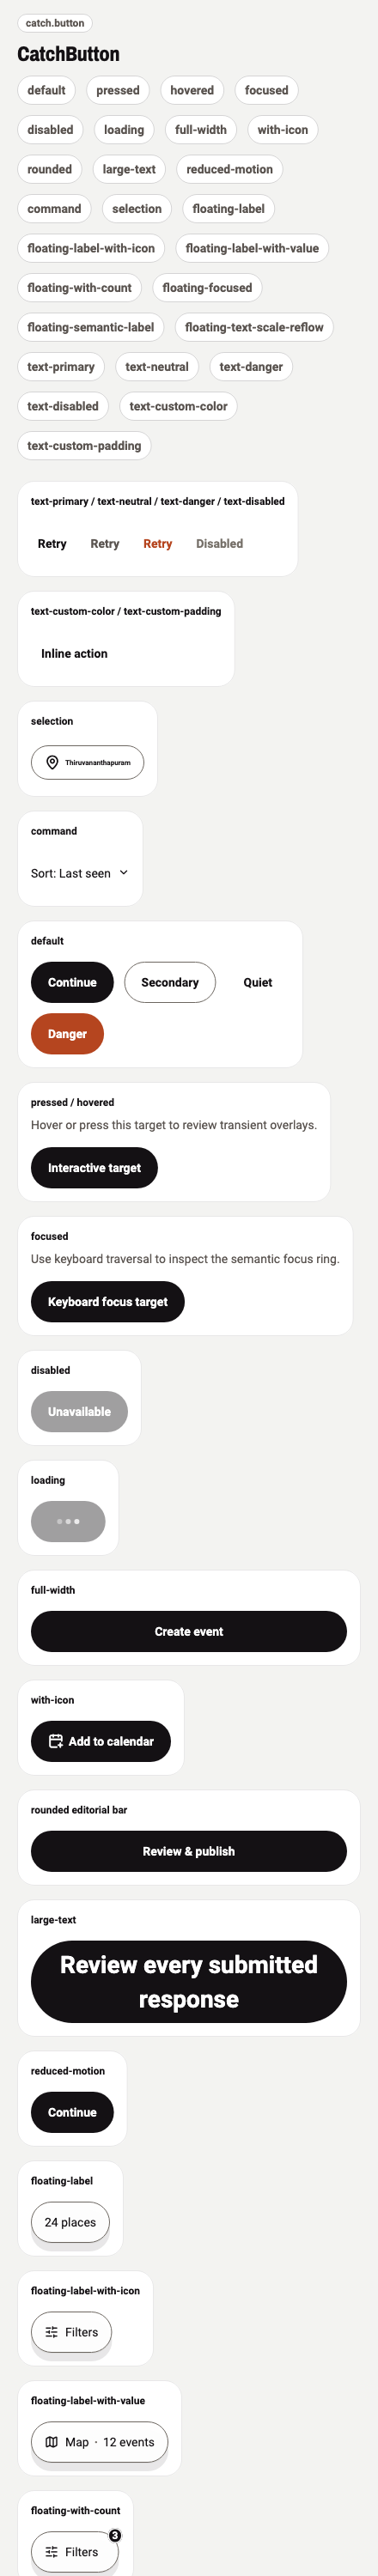 catch.button
CatchButton
default pressed hovered focused
disabled loading full-width with-icon
rounded large-text reduced-motion
command selection floating-label
floating-label-with-icon floating-label-with-value
floating-with-count floating-focused
floating-semantic-label floating-text-scale-reflow
text-primary text-neutral text-danger
text-disabled text-custom-color
text-custom-padding
text-primary / text-neutral / text-danger / text-disabled
Retry Retry Retry Disabled
text-custom-color / text-custom-padding
Inline action
selection
Thiruvananthapuram
command
Sort: Last seen
default
Continue Secondary Quiet
Danger
pressed / hovered
Hover or press this target to review transient overlays.
Interactive target
focused
Use keyboard traversal to inspect the semantic focus ring.
Keyboard focus target
disabled
Unavailable
loading
full-width
Create event
with-icon
Add to calendar
rounded editorial bar
Review & publish
large-text
Review every submitted
response
reduced-motion
Continue
floating-label
24 places
floating-label-with-icon
Filters
floating-label-with-value
Map · 12 events
floating-with-count
3
Filters